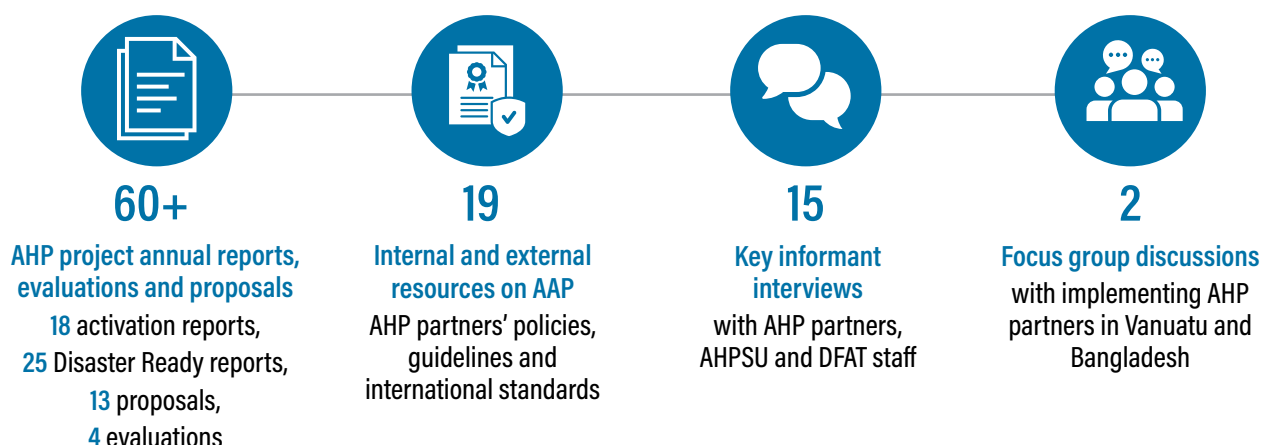 60+
AHP project annual reports,
evaluations and proposals
18 activation reports,
25 Disaster Ready reports,
13 proposals,
4 evaluations
19
Internal and external
resources on AAP
AHP partners’ policies,
guidelines and
international standards
15
Key informant
interviews
with AHP partners,
AHPSU and DFAT staff
2
Focus group discussions
with implementing AHP
partners in Vanuatu and
Bangladesh